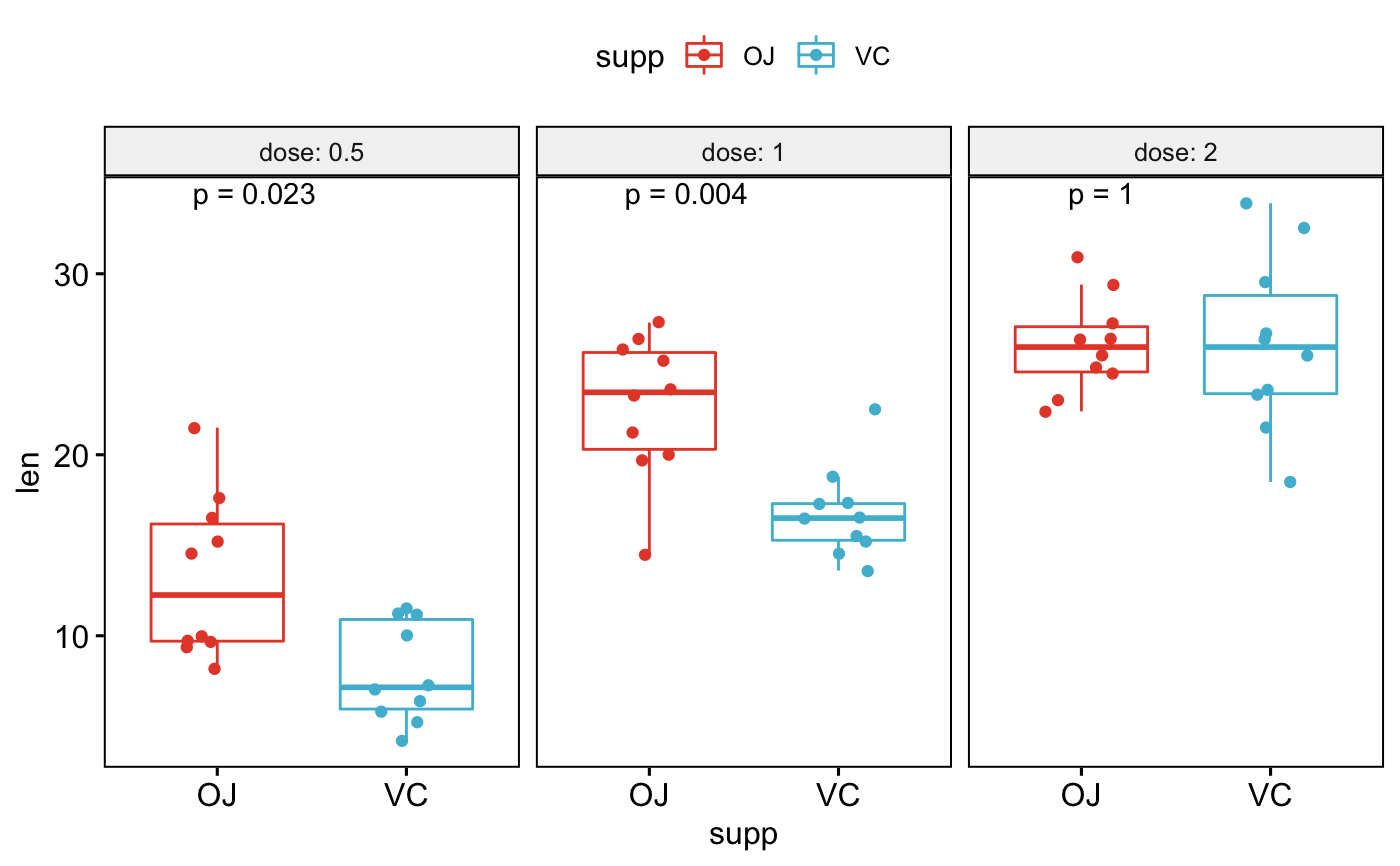 supp OJ VC
dose: 0.5 dose: 1 dose: 2
p = 0.023 p = 0.004 p = 1
30
20
10
len
OJ VC OJ VC OJ VC
supp